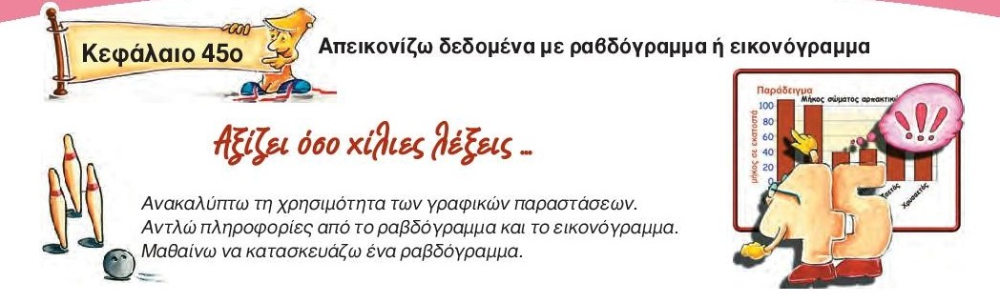 Κεφάλαιο 45ο
Απεικονίζω δεδομένα με ραβδόγραμμα ή εικονόγραμμα
Αξίζει όσο χίλιες λέξεις ...
Ανακαλύπτω τη χρησιμότητα των γραφικών παραστάσεων.
Αντλώ πληροφορίες από το ραβδόγραμμα και το εικονόγραμμα.
Μαθαίνω να κατασκευάζω ένα ραβδόγραμμα.
Παράδειγμα
Μήκος σώματος αρπακτικ
μήκος σε εκατοστά
100
80
60
40
20
0
Χρυσαετός
!!!
45